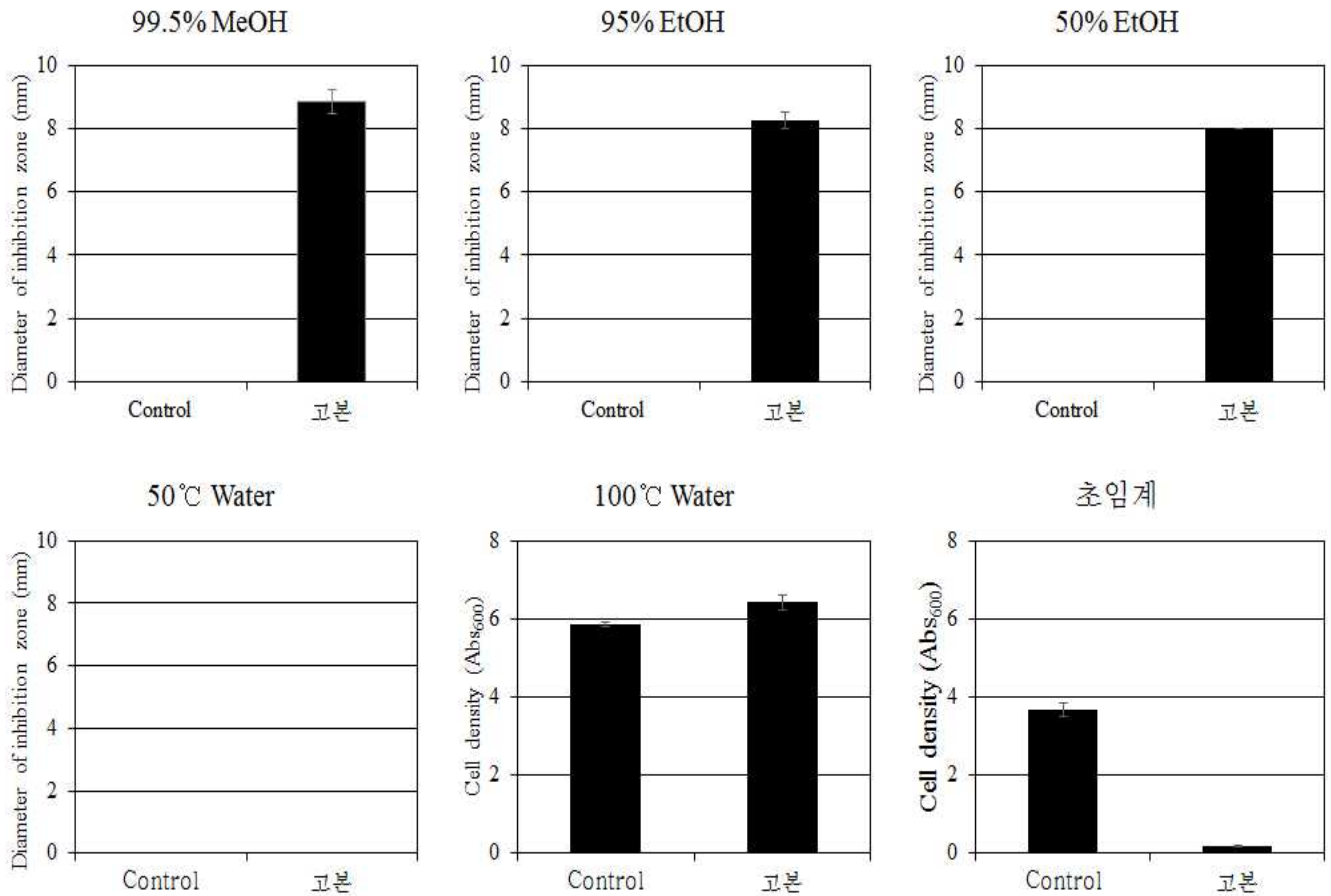 99.5% MeOH
Diameter of inhibition zone (mm)
10
8
6
4
2
0
Control
고본
95% EtOH
Diameter of inhibition zone (mm)
10
8
6
4
2
0
Control
고본
50% EtOH
Diameter of inhibition zone (mm)
10
8
6
4
2
0
Control
고본
50℃ Water
Diameter of inhibition zone (mm)
10
8
6
4
2
0
Control
고본
100℃ Water
Cell density (Abs600)
8
6
4
2
0
Control
고본
초임계
Cell density (Abs600)
8
6
4
2
0
Control
고본